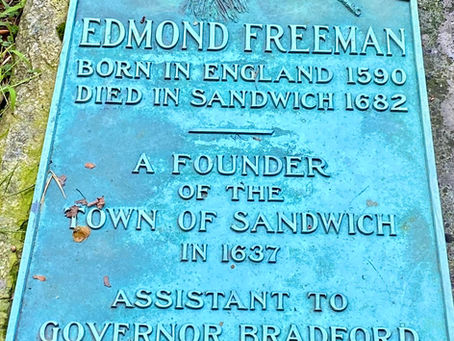 EDMOND FREEMAN
BORN IN ENGLAND 1590
DIED IN SANDWICH 1682
A FOUNDER
OF THE
TOWN OF SANDWICH
IN 1637
ASSISTANT TO
GOVERNOR BRADFORD